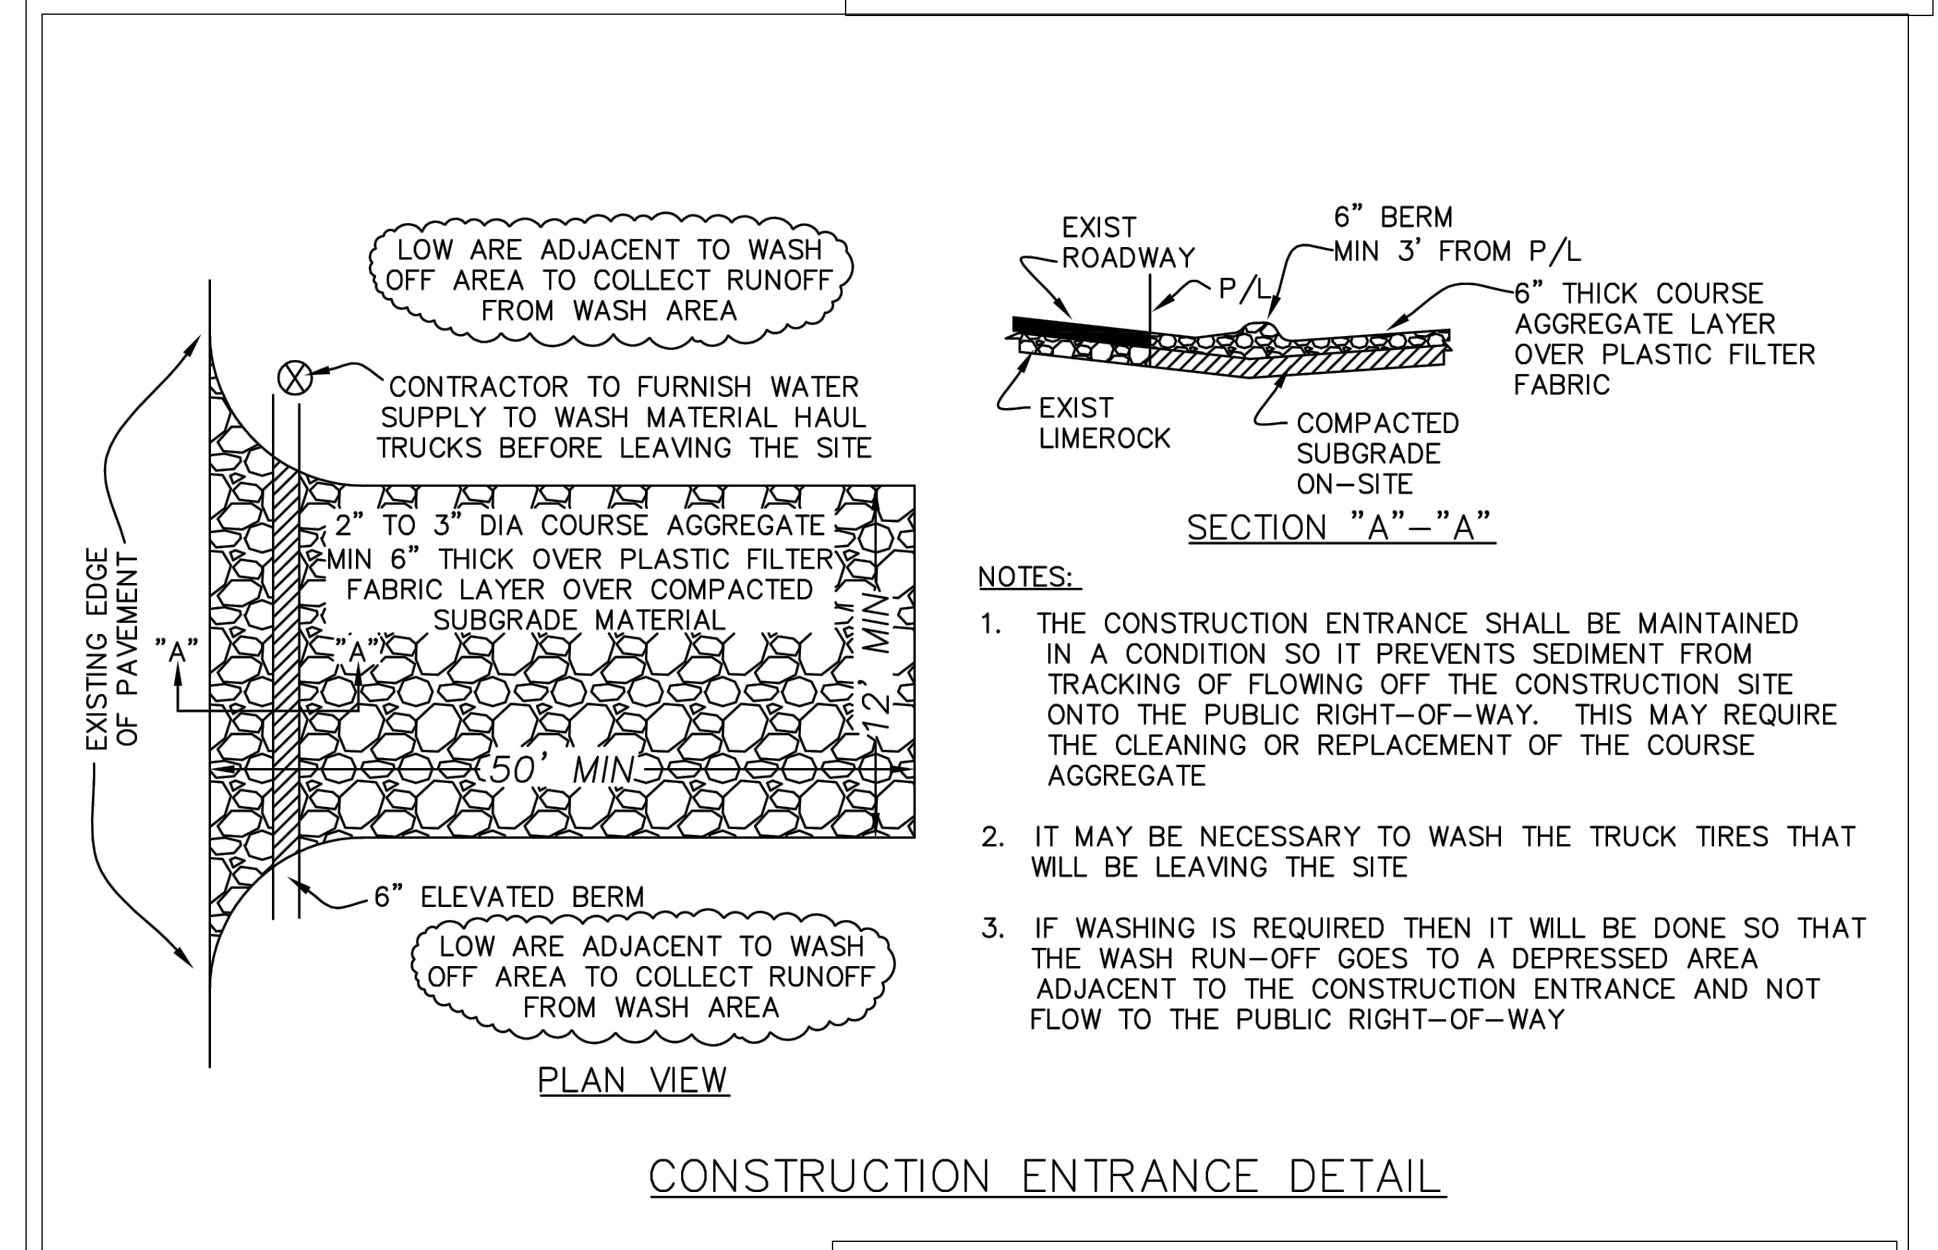 LOW ARE ADJACENT TO WASH
OFF AREA TO COLLECT RUNOFF
FROM WASH AREA
CONTRACTOR TO FURNISH WATER
SUPPLY TO WASH MATERIAL HAUL
TRUCKS BEFORE LEAVING THE SITE
2" TO 3" DIA COURSE AGGREGATE
MIN 6" THICK OVER PLASTIC FILTER
FABRIC LAYER OVER COMPACTED
SUBGRADE MATERIAL
EXISTING EDGE
OF PAVEMENT
"A"
"A"
12' MIN
50' MIN
6" ELEVATED BERM
LOW ARE ADJACENT TO WASH
OFF AREA TO COLLECT RUNOFF
FROM WASH AREA
PLAN VIEW
EXIST
ROADWAY
P/L
6" BERM
MIN 3' FROM P/L
6" THICK COURSE
AGGREGATE LAYER
OVER PLASTIC FILTER
FABRIC
EXIST
LIMEROCK
COMPACTED
SUBGRADE
ON-SITE
SECTION "A"-"A"
NOTES:
1. THE CONSTRUCTION ENTRANCE SHALL BE MAINTAINED
IN A CONDITION SO IT PREVENTS SEDIMENT FROM
TRACKING OF FLOWING OFF THE CONSTRUCTION SITE
ONTO THE PUBLIC RIGHT-OF-WAY. THIS MAY REQUIRE
THE CLEANING OR REPLACEMENT OF THE COURSE
AGGREGATE
2. IT MAY BE NECESSARY TO WASH THE TRUCK TIRES THAT
WILL BE LEAVING THE SITE
3. IF WASHING IS REQUIRED THEN IT WILL BE DONE SO THAT
THE WASH RUN-OFF GOES TO A DEPRESSED AREA
ADJACENT TO THE CONSTRUCTION ENTRANCE AND NOT
FLOW TO THE PUBLIC RIGHT-OF-WAY
CONSTRUCTION ENTRANCE DETAIL